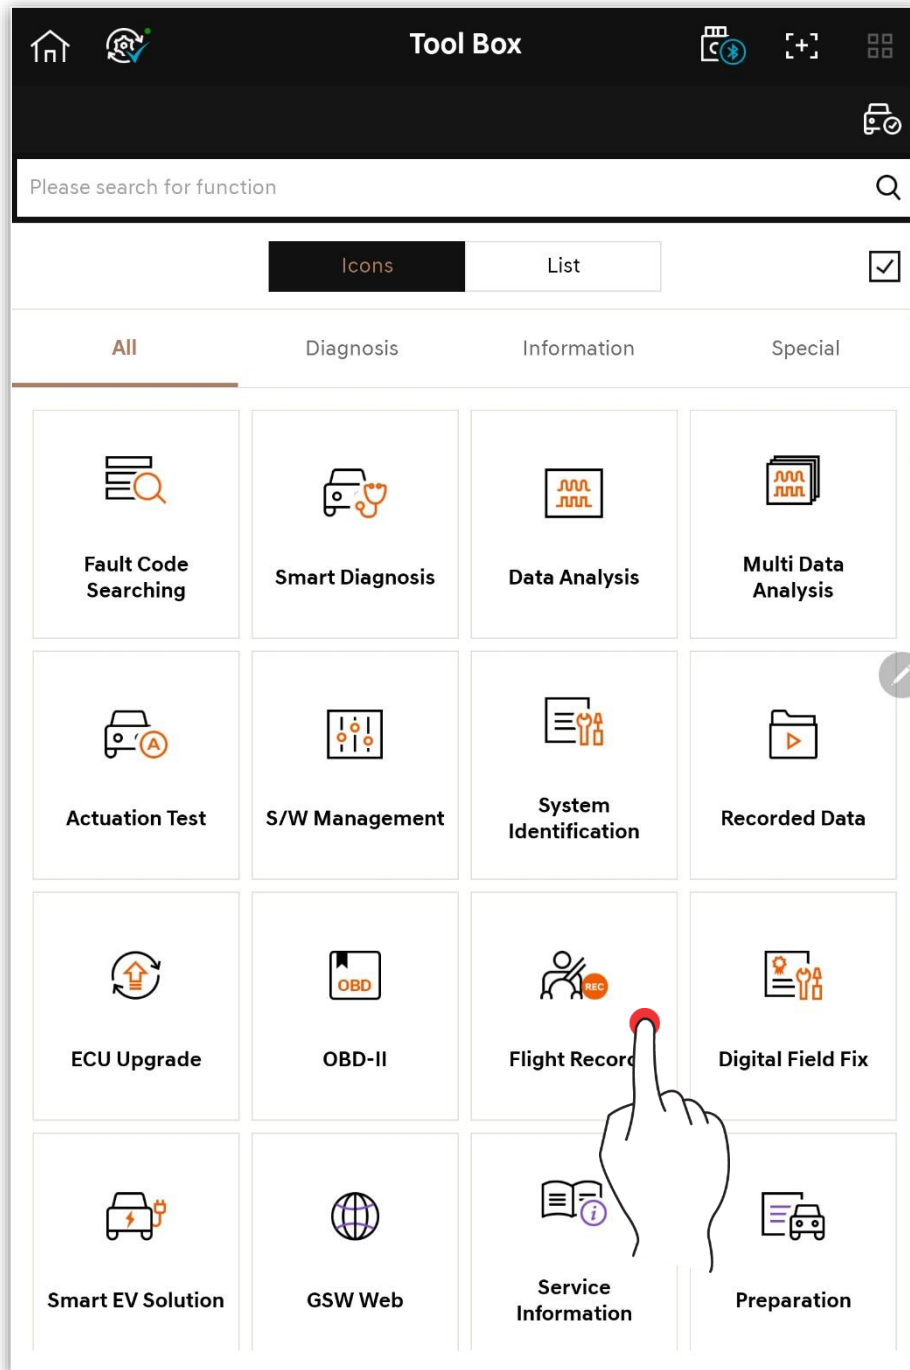 Tool Box
Please search for function
Icons
List
All
Diagnosis
Information
Special
Fault Code
Searching
Smart Diagnosis
Data Analysis
Multi Data
Analysis
A
Actuation Test
S/W Management
System
Identification
Recorded Data
ECU Upgrade
OBD
OBD-II
REC
Flight Record
Digital Field Fix
Smart EV Solution
GSW Web
i
Service
Information
Preparation